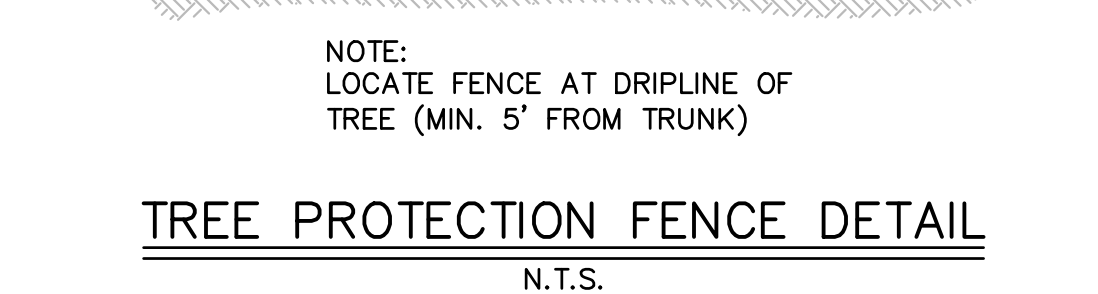 NOTE:
LOCATE FENCE AT DRIPLINE OF
TREE (MIN. 5' FROM TRUNK)
TREE PROTECTION FENCE DETAIL
N.T.S.